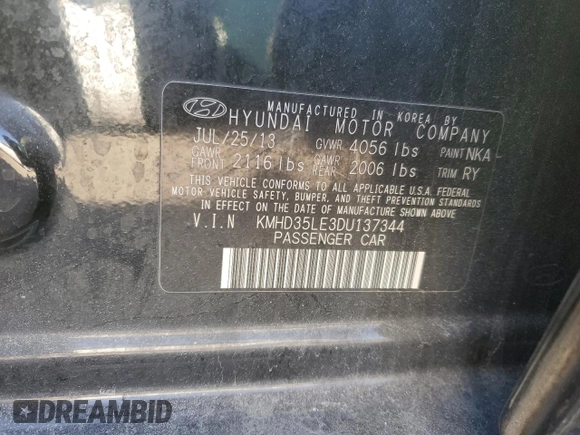 MANUFACTURED IN KOREA BY
HYUNDAI MOTOR COMPANY
JUL/25/13 GVWR 4056 lbs PAINT NKA
GAWR FRONT 2116 lbs GAWR REAR 2006 lbs TRIM RY
THIS VEHICLE CONFORMS TO ALL APPLICABLE U.S.A. FEDERAL
MOTOR VEHICLE SAFETY, BUMPER, AND THEFT PREVENTION STANDARDS
IN EFFECT ON THE DATE OF MANUFACTURE SHOWN ABOVE
V.I.N KMHD35LE3DU137344
PASSENGER CAR
DREAMBID